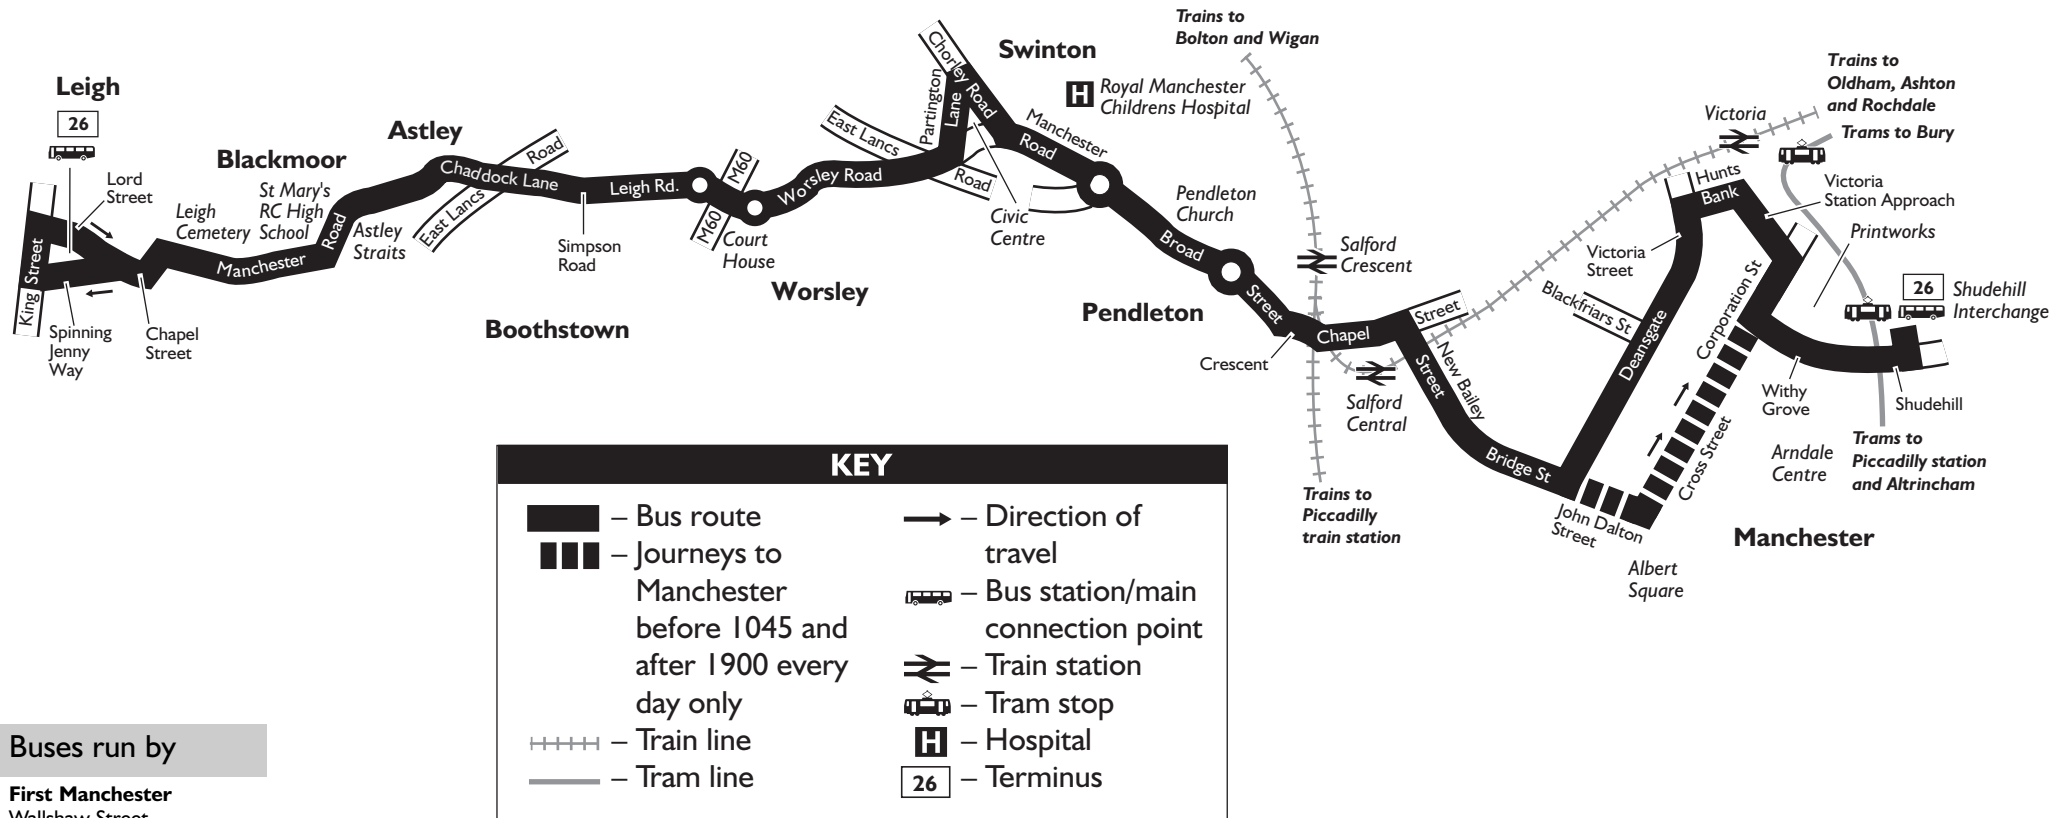 Leigh
26
Lord
Street
King Street
Spinning
Jenny
Way
Chapel
Street
Blackmoor
Leigh
Cemetery
St Mary's
RC High
School
Manchester
Road
Astley
Astley
Straits
Chaddock Lane
East Lancs
Road
Boothstown
Simpson
Road
Leigh Rd.
M60
M60
Court
House
Worsley
Worsley Road
East Lancs
Road
Partington
Lane
Chorley Road
Civic
Centre
Swinton
H
Royal Manchester
Childrens Hospital
Manchester
Road
Pendleton
Church
Broad
Street
Pendleton
Crescent
Trains to
Bolton and Wigan
Salford
Crescent
Chapel
Street
Salford
Central
Trains to
Piccadilly
train station
New Bailey
Street
Bridge St
John Dalton
Street
Albert
Square
Blackfriars St
Deansgate
Victoria
Street
Hunts
Bank
Victoria
Trains to
Oldham, Ashton
and Rochdale
Trams to Bury
Victoria
Station Approach
Printworks
Corporation St
Cross Street
26
Shudehill
Interchange
Withy
Grove
Shudehill
Arndale
Centre
Trams to
Piccadilly station
and Altrincham
Manchester
KEY
– Bus route
– Journeys to
Manchester
before 1045 and
after 1900 every
day only
– Train line
– Tram line
– Direction of
travel
– Bus station/main
connection point
– Train station
– Tram stop
H – Hospital
26 – Terminus
Buses run by
First Manchester
Wallshaw Street